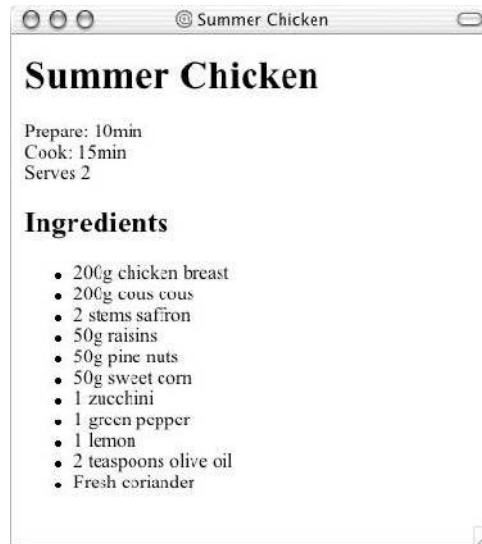 Summer Chicken
Summer Chicken
Prepare: 10min
Cook: 15min
Serves 2
Ingredients
200g chicken breast
200g cous cous
2 stems saffron
50g raisins
50g pine nuts
50g sweet corn
1 zucchini
1 green pepper
1 lemon
2 teaspoons olive oil
Fresh coriander